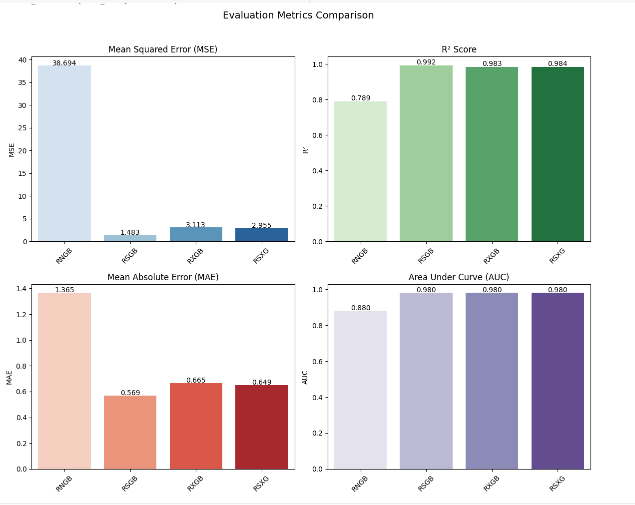 Evaluation Metrics Comparison
Mean Squared Error (MSE)
40
35
30
25
20
15
10
5
0
MSE
38.694
1.483
3.113
2.955
RNGB
RSGB
RXGB
RSXG
R² Score
1.0
0.8
0.6
0.4
0.2
0.0
R²
0.789
0.992
0.983
0.984
RNGB
RSGB
RXGB
RSXG
Mean Absolute Error (MAE)
1.4
1.2
1.0
0.8
0.6
0.4
0.2
0.0
MAE
1.365
0.569
0.665
0.649
RNGB
RSGB
RXGB
RSXG
Area Under Curve (AUC)
1.0
0.8
0.6
0.4
0.2
0.0
AUC
0.880
0.980
0.980
0.980
RNGB
RSGB
RXGB
RSXG